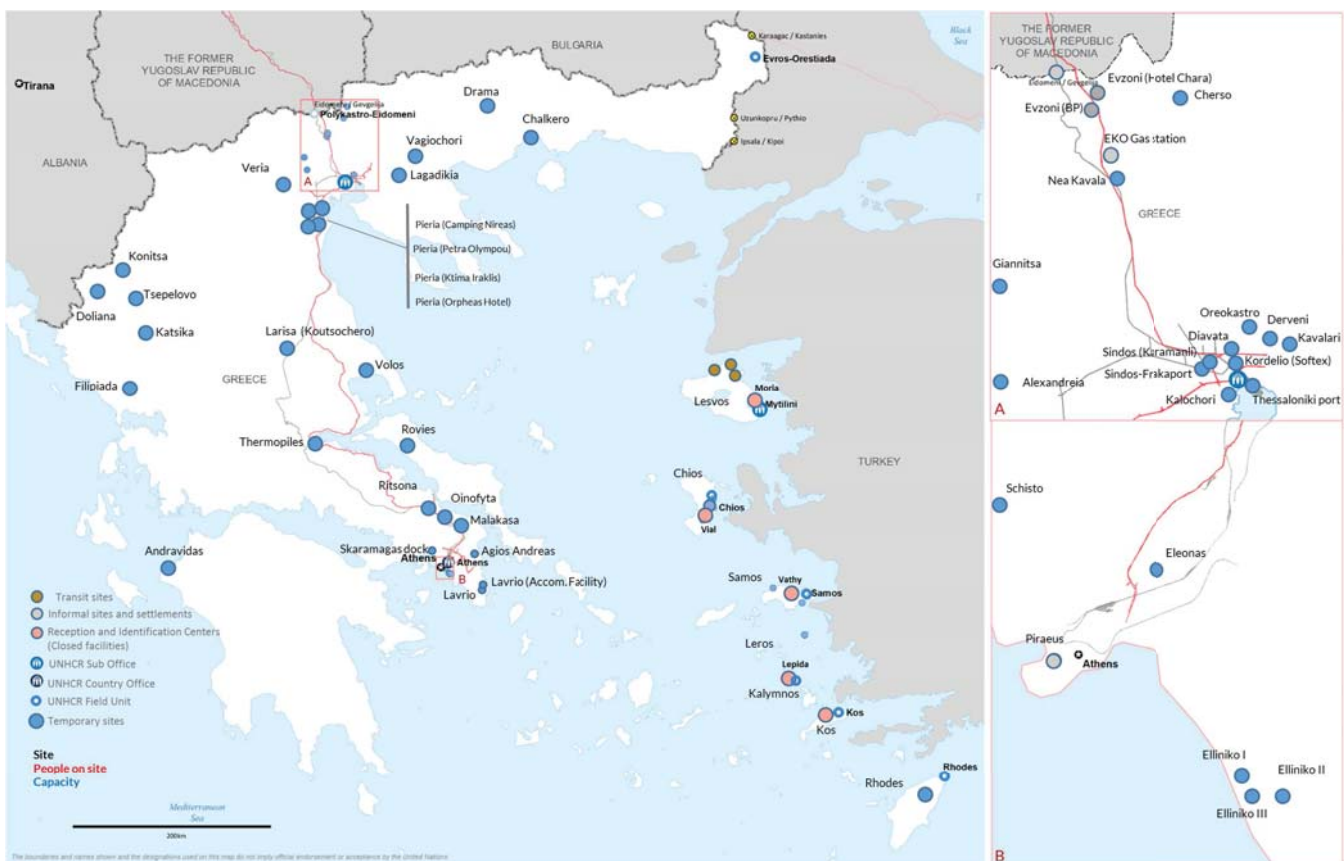 BULGARIA
Black
Sea
Karaagac / Kastanies
Evros-Orestiada
THE FORMER
YUGOSLAV REPUBLIC
OF MACEDONIA
Tirana
Eidomeni / Gevgelija
Polykastro-Eidomeni
Drama
Uzunkopru / Pythio
Ipsala / Kipoi
Chalkero
Vagiochori
ALBANIA
Veria
A
Lagadikia
Pieria (Camping Nireas)
Pieria (Petra Olympou)
Pieria (Ktima Iraklis)
Pieria (Orpheas Hotel)
Konitsa
Tsepelovo
Doliana
Katsika
Larisa (Koutsochero)
Volos
GREECE
Filipiada
Lesvos
Moria
Mytilini
Thermopiles
Rovies
TURKEY
Ritsona
Oinofyta
Malakasa
Chios
Chios
Vial
Skaramagas dock
Agios Andreas
Athens
Athens
B
Andravidas
Lavrio (Accom. Facility)
Lavrio
Samos
Vathy
Samos
Leros
Lepida
Kalymnos
Kos
Kos
Rhodes
Rhodes
Transit sites
Informal sites and settlements
Reception and Identification Centers
(Closed facilities)
UNHCR Sub Office
UNHCR Country Office
UNHCR Field Unit
Temporary sites
Site
People on site
Capacity
Mediterranean
Sea
200km
The boundaries and names shown and the designations used on this map do not imply official endorsement or acceptance by the United Nations
THE FORMER
YUGOSLAV REPUBLIC
OF MACEDONIA
Eidomeni / Gevgelija
Evzoni (Hotel Chara)
Cherso
Evzoni (BP)
EKO Gas station
Nea Kavala
GREECE
Giannitsa
Oreokastro
Derveni
Diavata
Kavalari
Sindos (Karamanli)
Kordelio (Softex)
Sindos-Frakaport
Alexandreia
Kalochori
Thessaloniki port
A
Schisto
Eleonas
Piraeus
Athens
Elliniko I
Elliniko II
Elliniko III
B